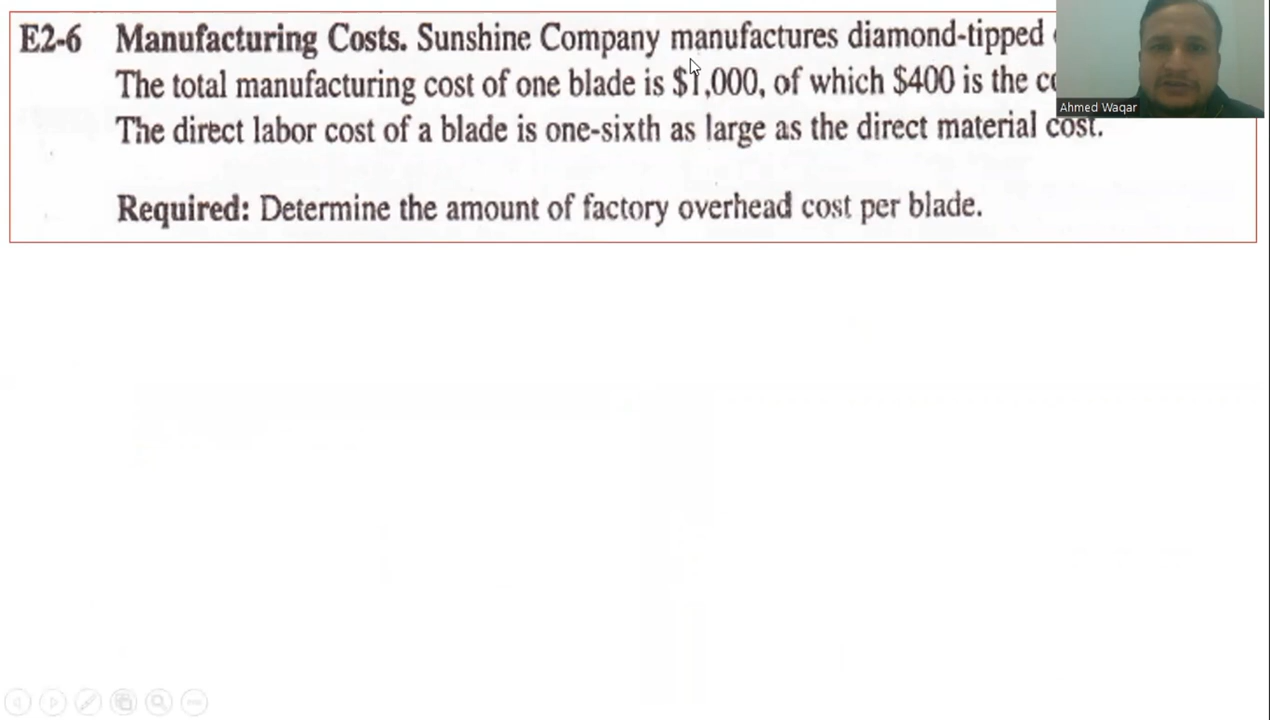 E2-6 Manufacturing Costs. Sunshine Company manufactures diamond-tipped
The total manufacturing cost of one blade is $1,000, of which $400 is the
The direct labor cost of a blade is one-sixth as large as the direct material cost.
Required: Determine the amount of factory overhead cost per blade.
Ahmed Waqar